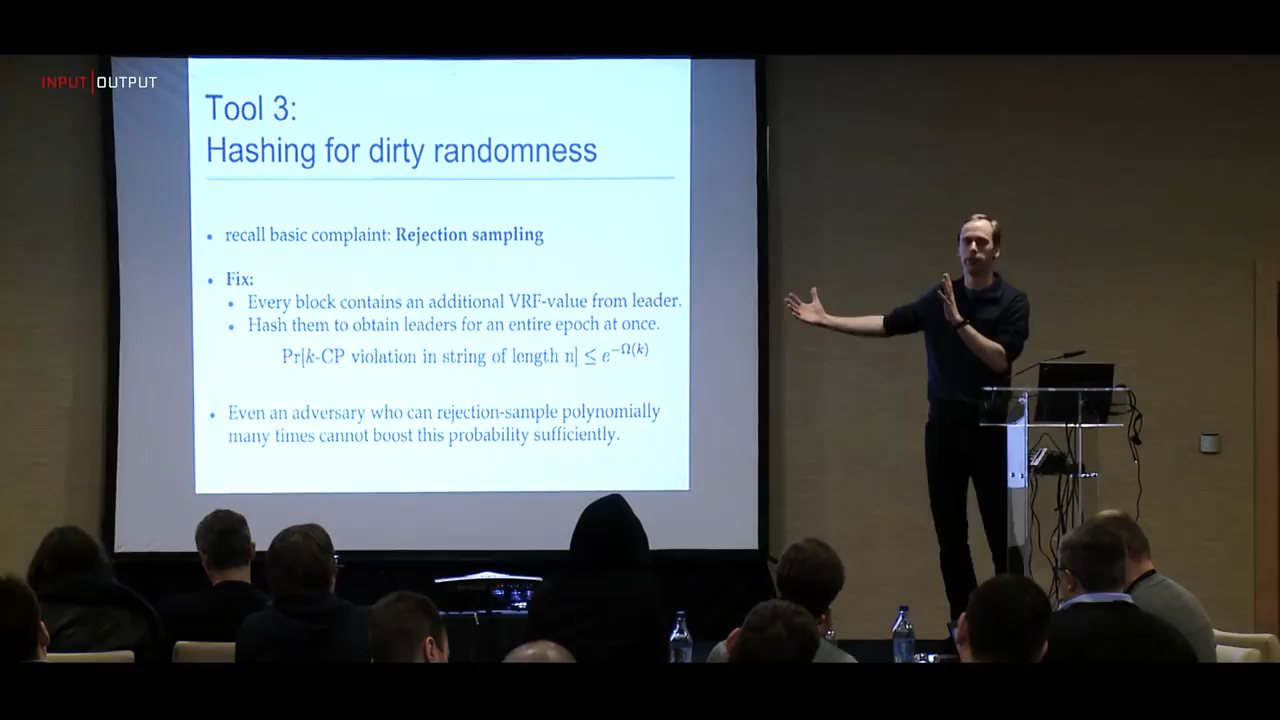 INPUT|OUTPUT
Tool 3:
Hashing for dirty randomness
• recall basic complaint: Rejection sampling
• Fix:
• Every block contains an additional VRF-value from leader.
• Hash them to obtain leaders for an entire epoch at once.
Pr[k-CP violation in string of length n] ≤ e^{-Ω(k)}
• Even an adversary who can rejection-sample polynomially
many times cannot boost this probability sufficiently.